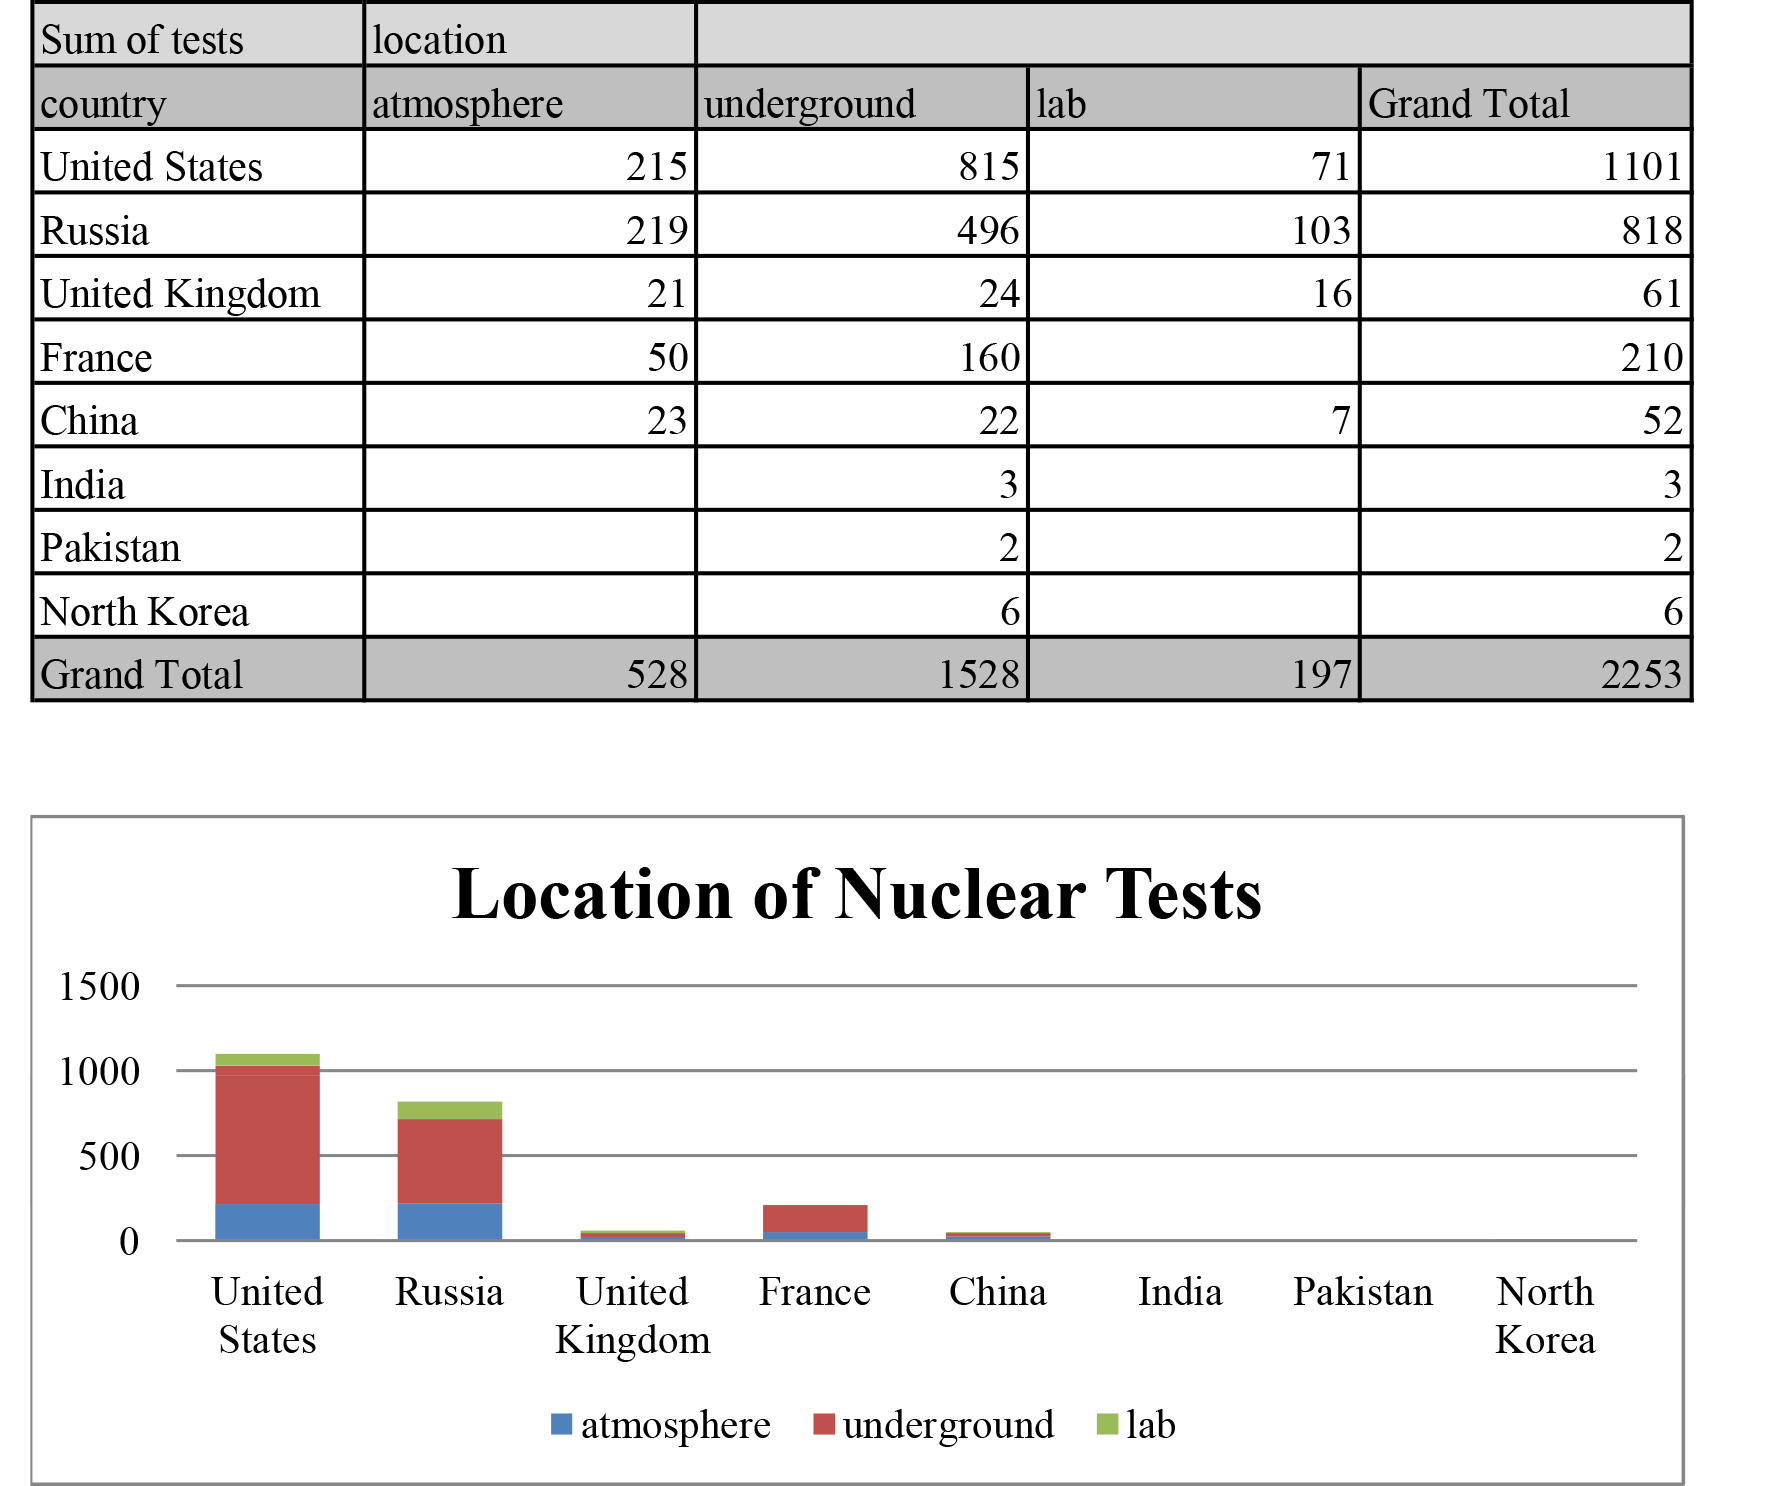 Sum of tests location
country atmosphere underground lab Grand Total
United States 215 815 71 1101
Russia 219 496 103 818
United Kingdom 21 24 16 61
France 50 160 210
China 23 22 7 52
India 3 3
Pakistan 2 2
North Korea 6 6
Grand Total 528 1528 197 2253
Location of Nuclear Tests
1500
1000
500
0
United States
Russia
United Kingdom
France
China
India
Pakistan
North Korea
atmosphere underground lab